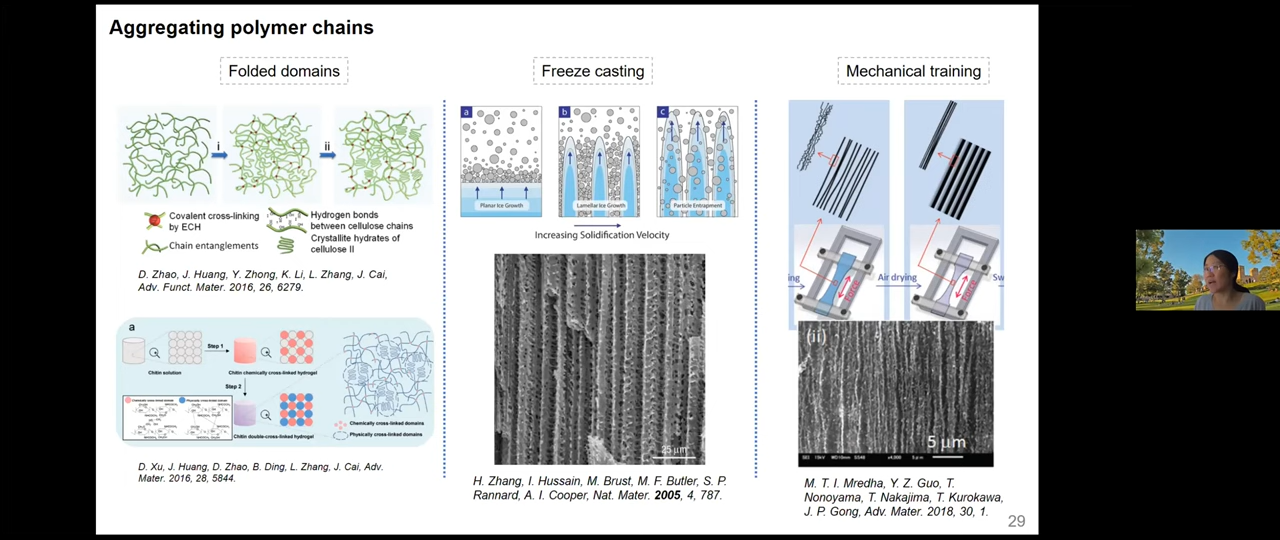 Aggregating polymer chains
Folded domains
i
ii
Covalent cross-linking
by ECH
Chain entanglements
Hydrogen bonds
between cellulose chains
Crystallite hydrates of
cellulose II
D. Zhao, J. Huang, Y. Zhong, K. Li, L. Zhang, J. Cai,
Adv. Funct. Mater. 2016, 26, 6279.
a
Step 1
Chitin solution
Chitin chemically cross-linked hydrogel
Step 2
Chemically cross-linked domains
Physically cross-linked domains
Chitin double-cross-linked hydrogel
D. Xu, J. Huang, D. Zhao, B. Ding, L. Zhang, J. Cai, Adv.
Mater. 2016, 28, 5844.
Freeze casting
a
b
c
Planar Ice Growth
Lamellar Ice Growth
Particle Entrapment
Increasing Solidification Velocity
25 μm
H. Zhang, I. Hussain, M. Brust, M. F. Butler, S. P.
Rannard, A. I. Cooper, Nat. Mater. 2005, 4, 787.
Mechanical training
ing
Force
Air drying
Force
Sw
(ii)
5 μm
M. T. I. Mredha, Y. Z. Guo, T.
Nonoyama, T. Nakajima, T. Kurokawa,
J. P. Gong, Adv. Mater. 2018, 30, 1.
29